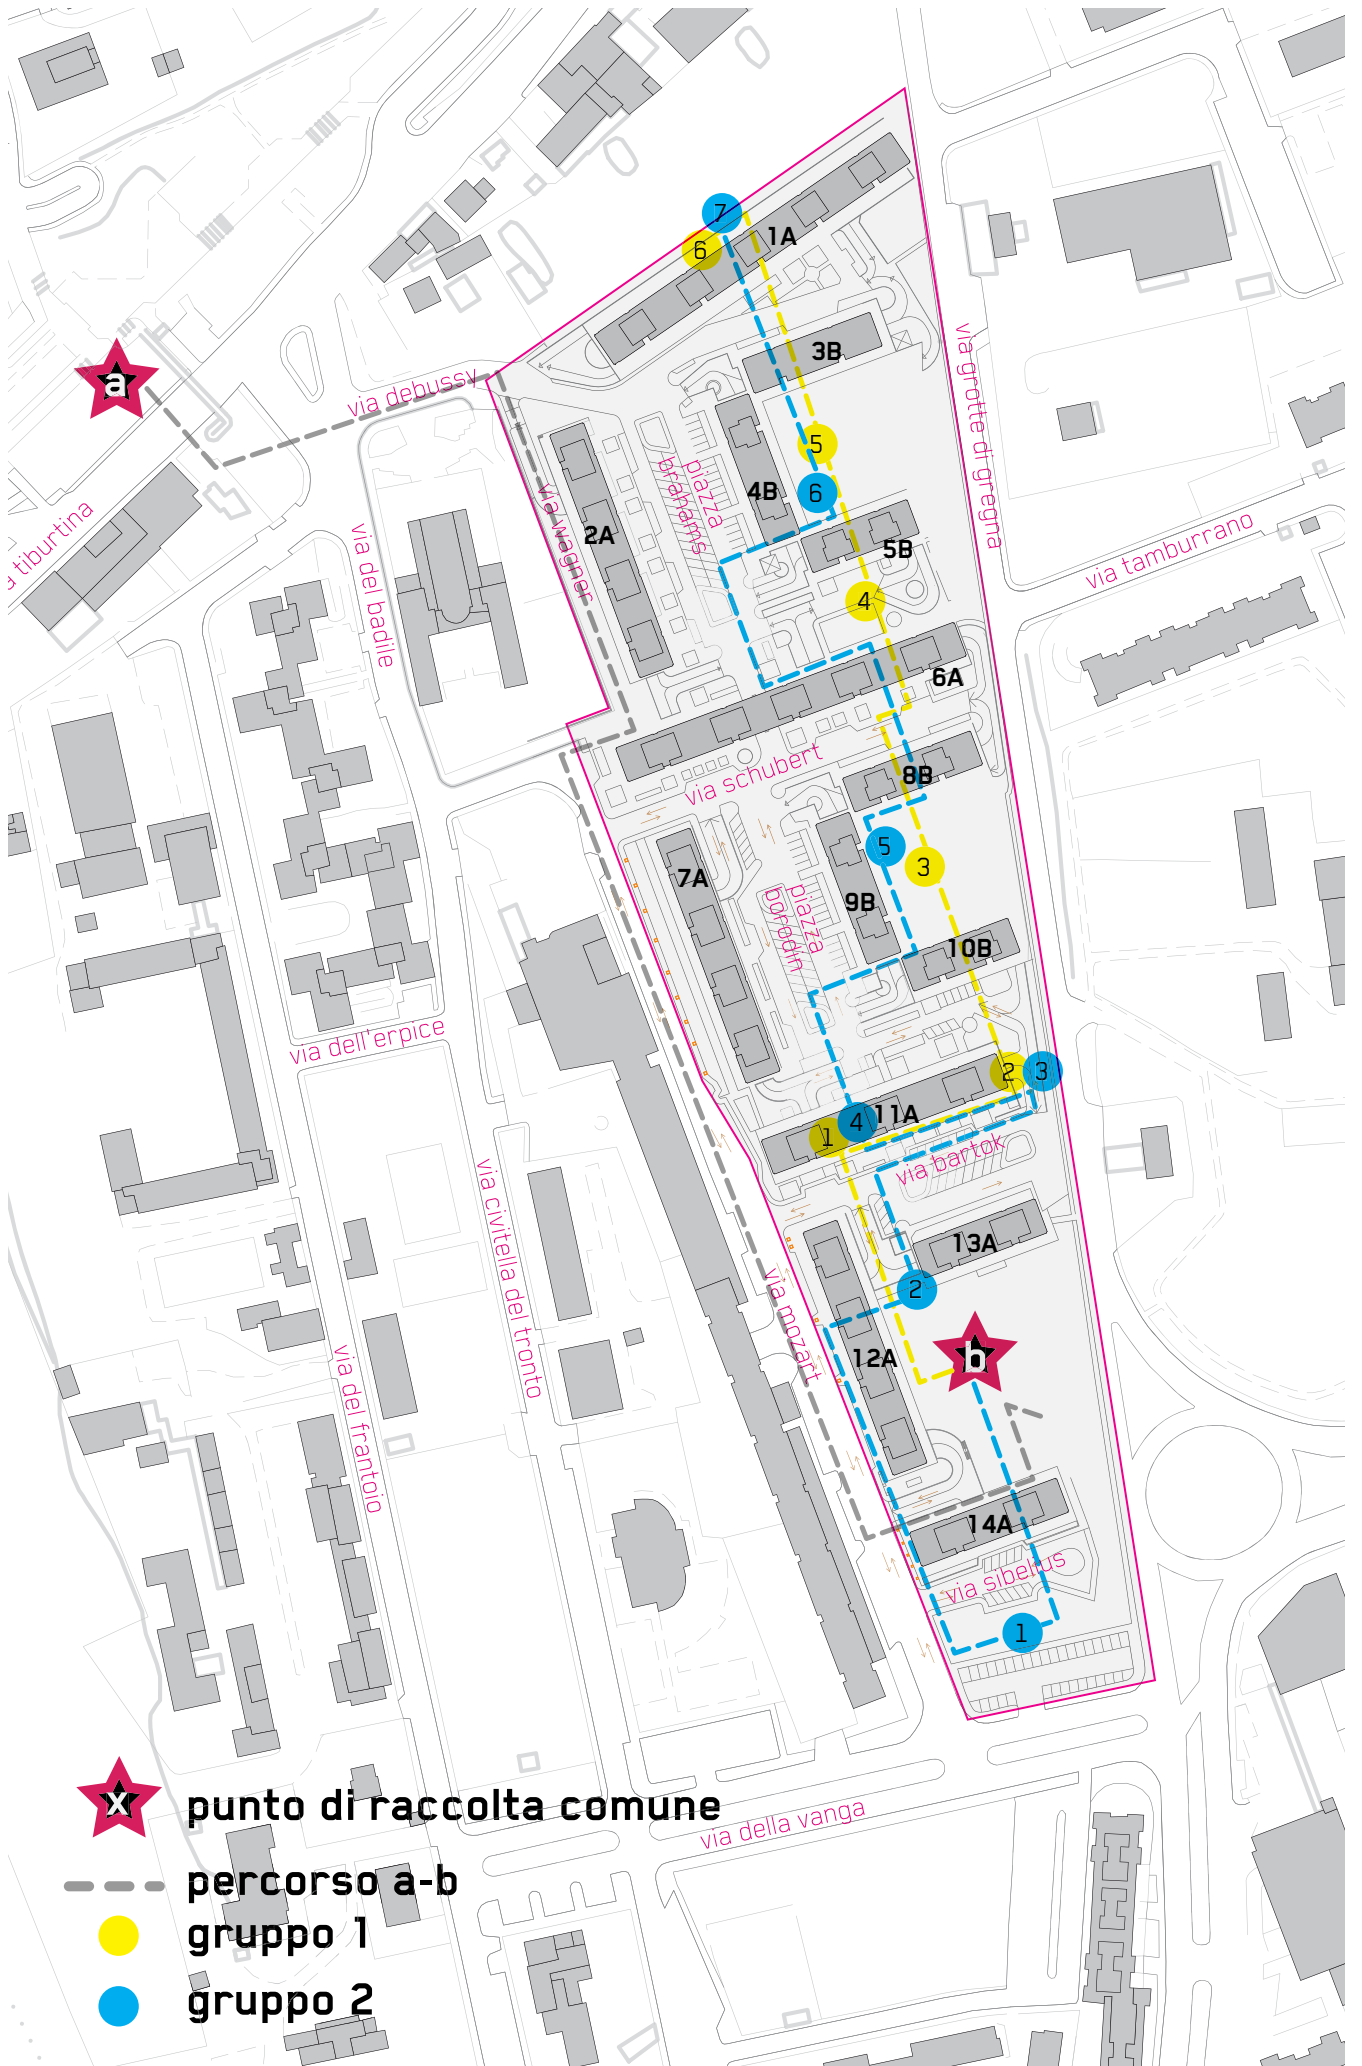 7
1A
6
3B
a
via debussy
via grotte di gregna
5
piazza
brahams
4B
6
via wagner
2A
5B
via tiburtina
via del badile
via tamburrano
4
6A
via schubert
8B
5
3
7A
9B
piazza
borodin
10B
via dell'erpice
2
3
4
11A
1
via bartok
via civitella del tronto
13A
2
via mozart
12A
b
via del frantoio
14A
via sibelius
1
x
punto di raccolta comune
via della vanga
percorso a-b
gruppo 1
gruppo 2